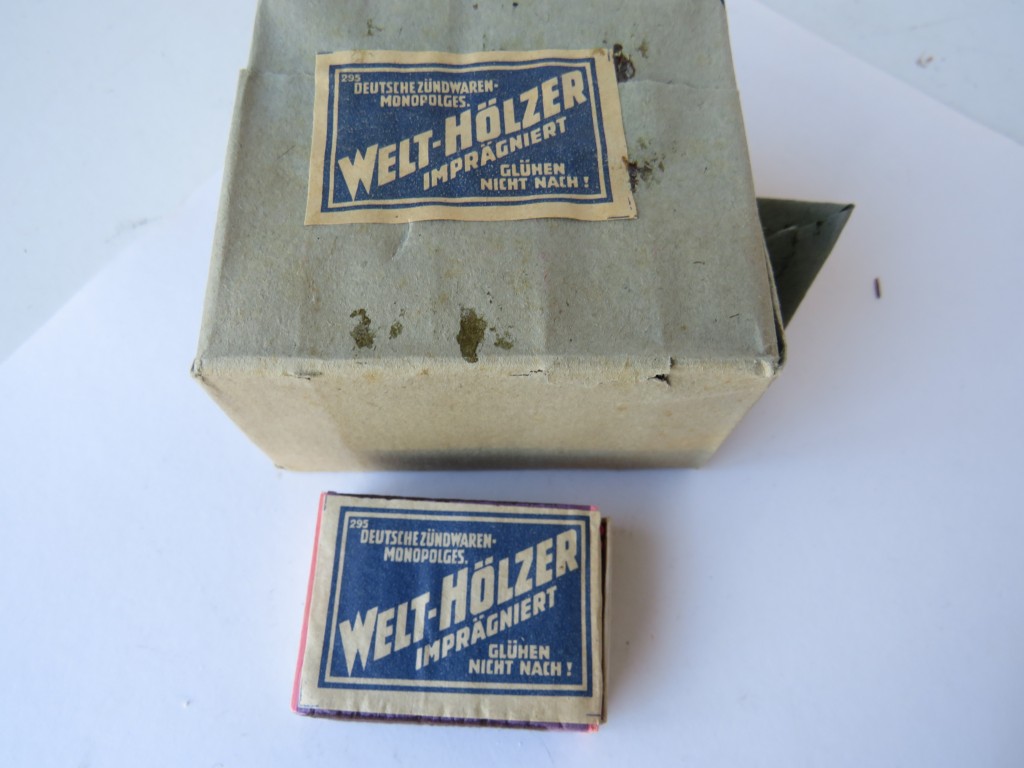 295
DEUTSCHE ZÜNDWAREN-
MONOPOLGES.
WELT-HÖLZER
IMPRÄGNIERT
GLÜHEN
NICHT NACH!
295
DEUTSCHE ZÜNDWAREN-
MONOPOLGES.
WELT-HÖLZER
IMPRÄGNIERT
GLÜHEN
NICHT NACH!